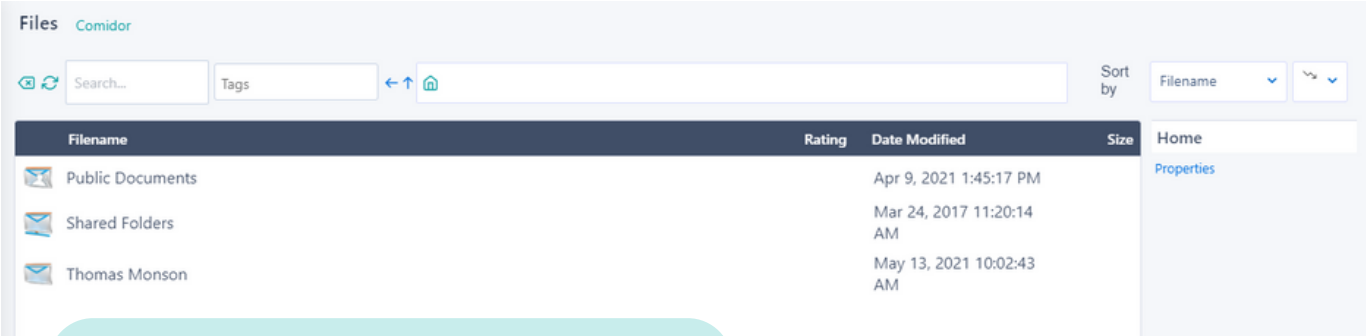 Files Comidor
Search...
Tags
Sort
by
Filename
Filename Rating Date Modified Size
Home
Properties
Public Documents Apr 9, 2021 1:45:17 PM
Shared Folders Mar 24, 2017 11:20:14
AM
Thomas Monson May 13, 2021 10:02:43
AM